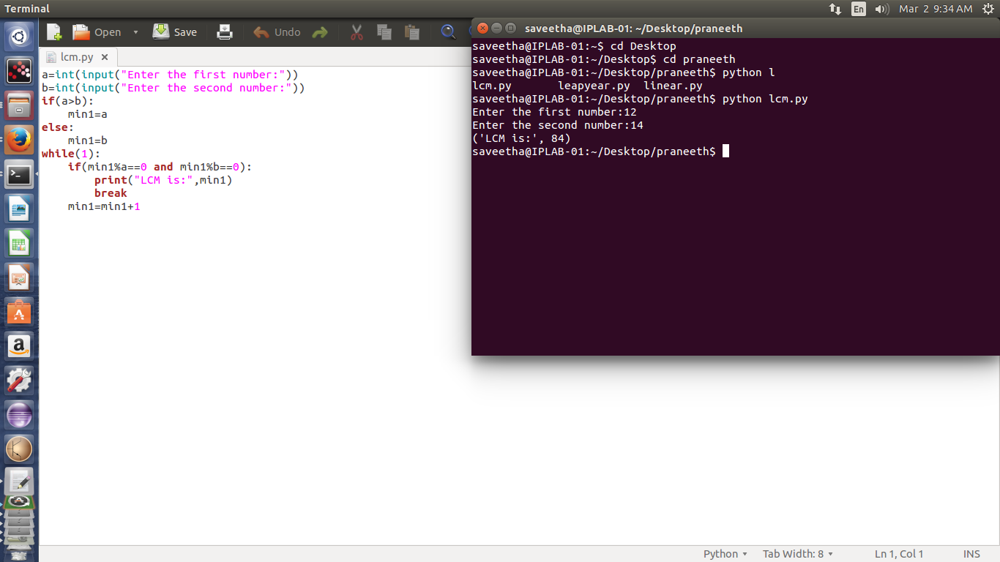 Terminal
En
Mar 2 9:34 AM
Open
Save
Undo
lcm.py
a=int(input("Enter the first number:"))
b=int(input("Enter the second number:"))
if(a>b):
    min1=a
else:
    min1=b
while(1):
    if(min1%a==0 and min1%b==0):
        print("LCM is:",min1)
        break
    min1=min1+1
saveetha@IPLAB-01: ~/Desktop/praneeth
saveetha@IPLAB-01:~$ cd Desktop
saveetha@IPLAB-01:~/Desktop$ cd praneeth
saveetha@IPLAB-01:~/Desktop/praneeth$ python l
lcm.py       leapyear.py  linear.py
saveetha@IPLAB-01:~/Desktop/praneeth$ python lcm.py
Enter the first number:12
Enter the second number:14
('LCM is:', 84)
saveetha@IPLAB-01:~/Desktop/praneeth$
Python
Tab Width: 8
Ln 1, Col 1
INS